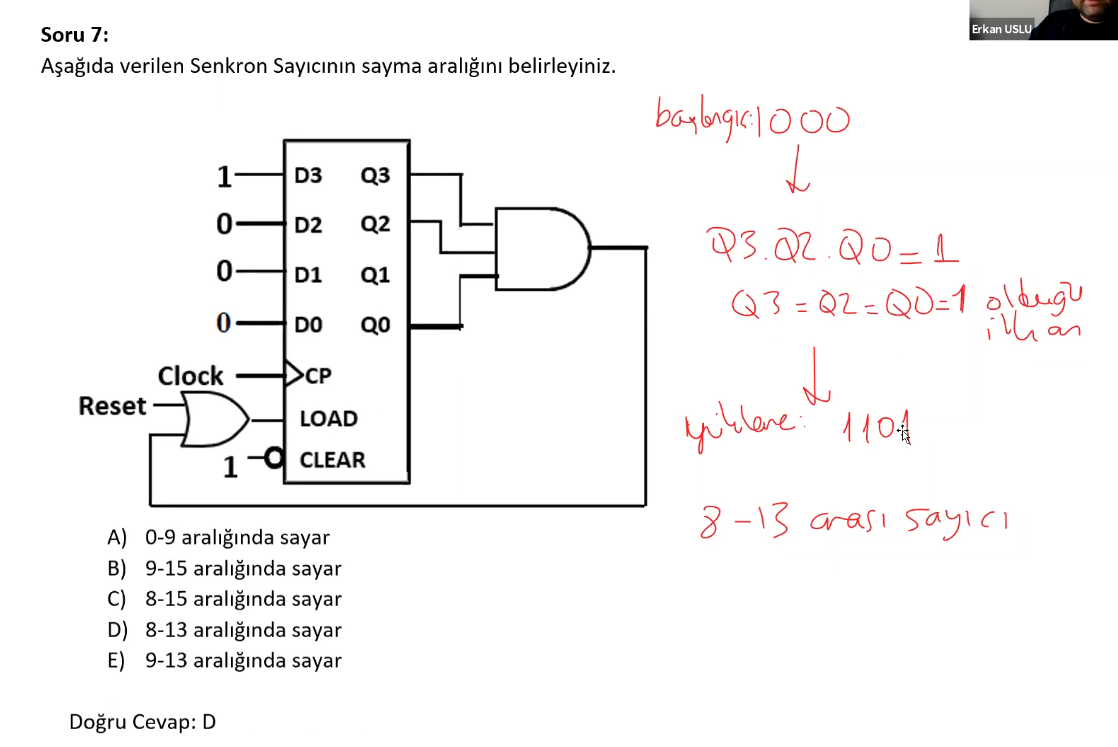 Erkan USLU
Soru 7:
Aşağıda verilen Senkron Sayıcının sayma aralığını belirleyiniz.
başlangıç:1000
1 D3 Q3
0 D2 Q2
0 D1 Q1
0 D0 Q0
Clock CP
Reset
LOAD
1 CLEAR
Q3.Q2.Q0=1
Q3=Q2=Q0=1 olduğu
ilk an
yükleme: 1101
8-13 arası sayıcı
A) 0-9 aralığında sayar
B) 9-15 aralığında sayar
C) 8-15 aralığında sayar
D) 8-13 aralığında sayar
E) 9-13 aralığında sayar
Doğru Cevap: D